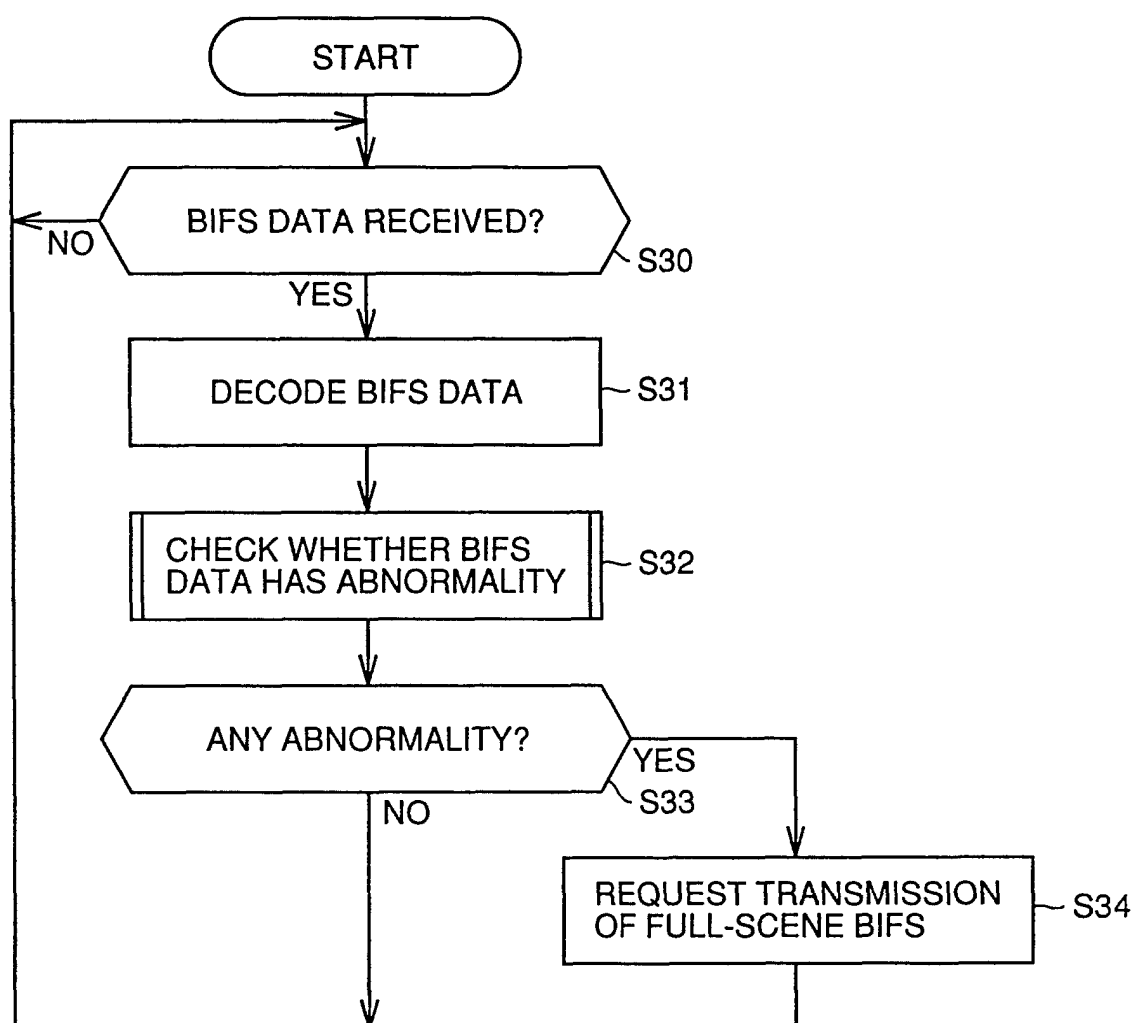 START
BIFS DATA RECEIVED?
NO
S30
YES
DECODE BIFS DATA
S31
CHECK WHETHER BIFS
DATA HAS ABNORMALITY
S32
ANY ABNORMALITY?
YES
S33
NO
REQUEST TRANSMISSION
OF FULL-SCENE BIFS
S34